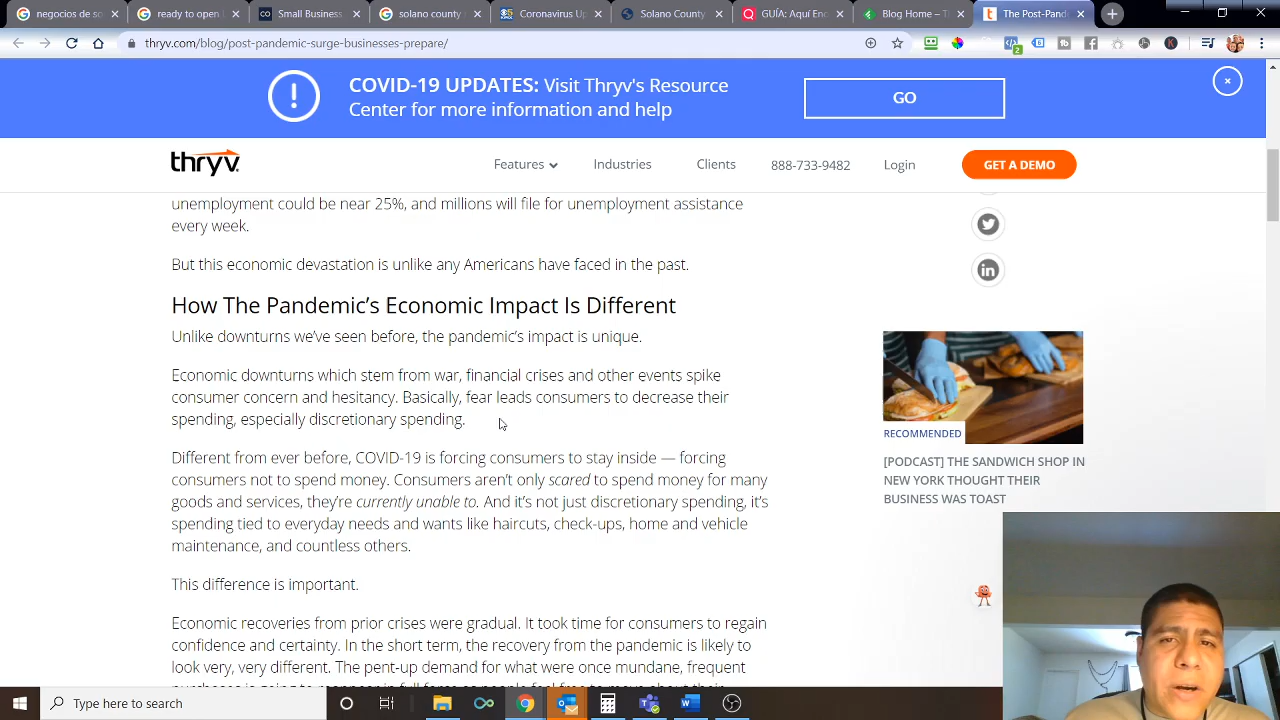 negocios de so
ready to open l
Small Business
solano county r
Coronavirus Up
Solano County
GUÍA: Aquí Enc
Blog Home – Ti
The Post-Pand
thryv.com/blog/post-pandemic-surge-businesses-prepare/
2
K
COVID-19 UPDATES: Visit Thryv's Resource
Center for more information and help
GO
thryv
Features
Industries
Clients
888-733-9482
Login
GET A DEMO
unemployment could be near 25%, and millions will file for unemployment assistance
every week.
But this economic devastation is unlike any Americans have faced in the past.
How The Pandemic's Economic Impact Is Different
Unlike downturns we've seen before, the pandemic's impact is unique.
Economic downturns which stem from war, financial crises and other events spike
consumer concern and hesitancy. Basically, fear leads consumers to decrease their
spending, especially discretionary spending.
Different from ever before, COVID-19 is forcing consumers to stay inside — forcing
consumers not to spend money. Consumers aren't only scared to spend money for many
goods and services, they're currently unable to. And it's not just discretionary spending, it's
spending tied to everyday needs and wants like haircuts, check-ups, home and vehicle
maintenance, and countless others.
This difference is important.
Economic recoveries from prior crises were gradual. It took time for consumers to regain
confidence and certainty. In the short term, the recovery from the pandemic is likely to
look very, very different. The pent-up demand for what were once mundane, frequent
RECOMMENDED
[PODCAST] THE SANDWICH SHOP IN
NEW YORK THOUGHT THEIR
BUSINESS WAS TOAST
Type here to search